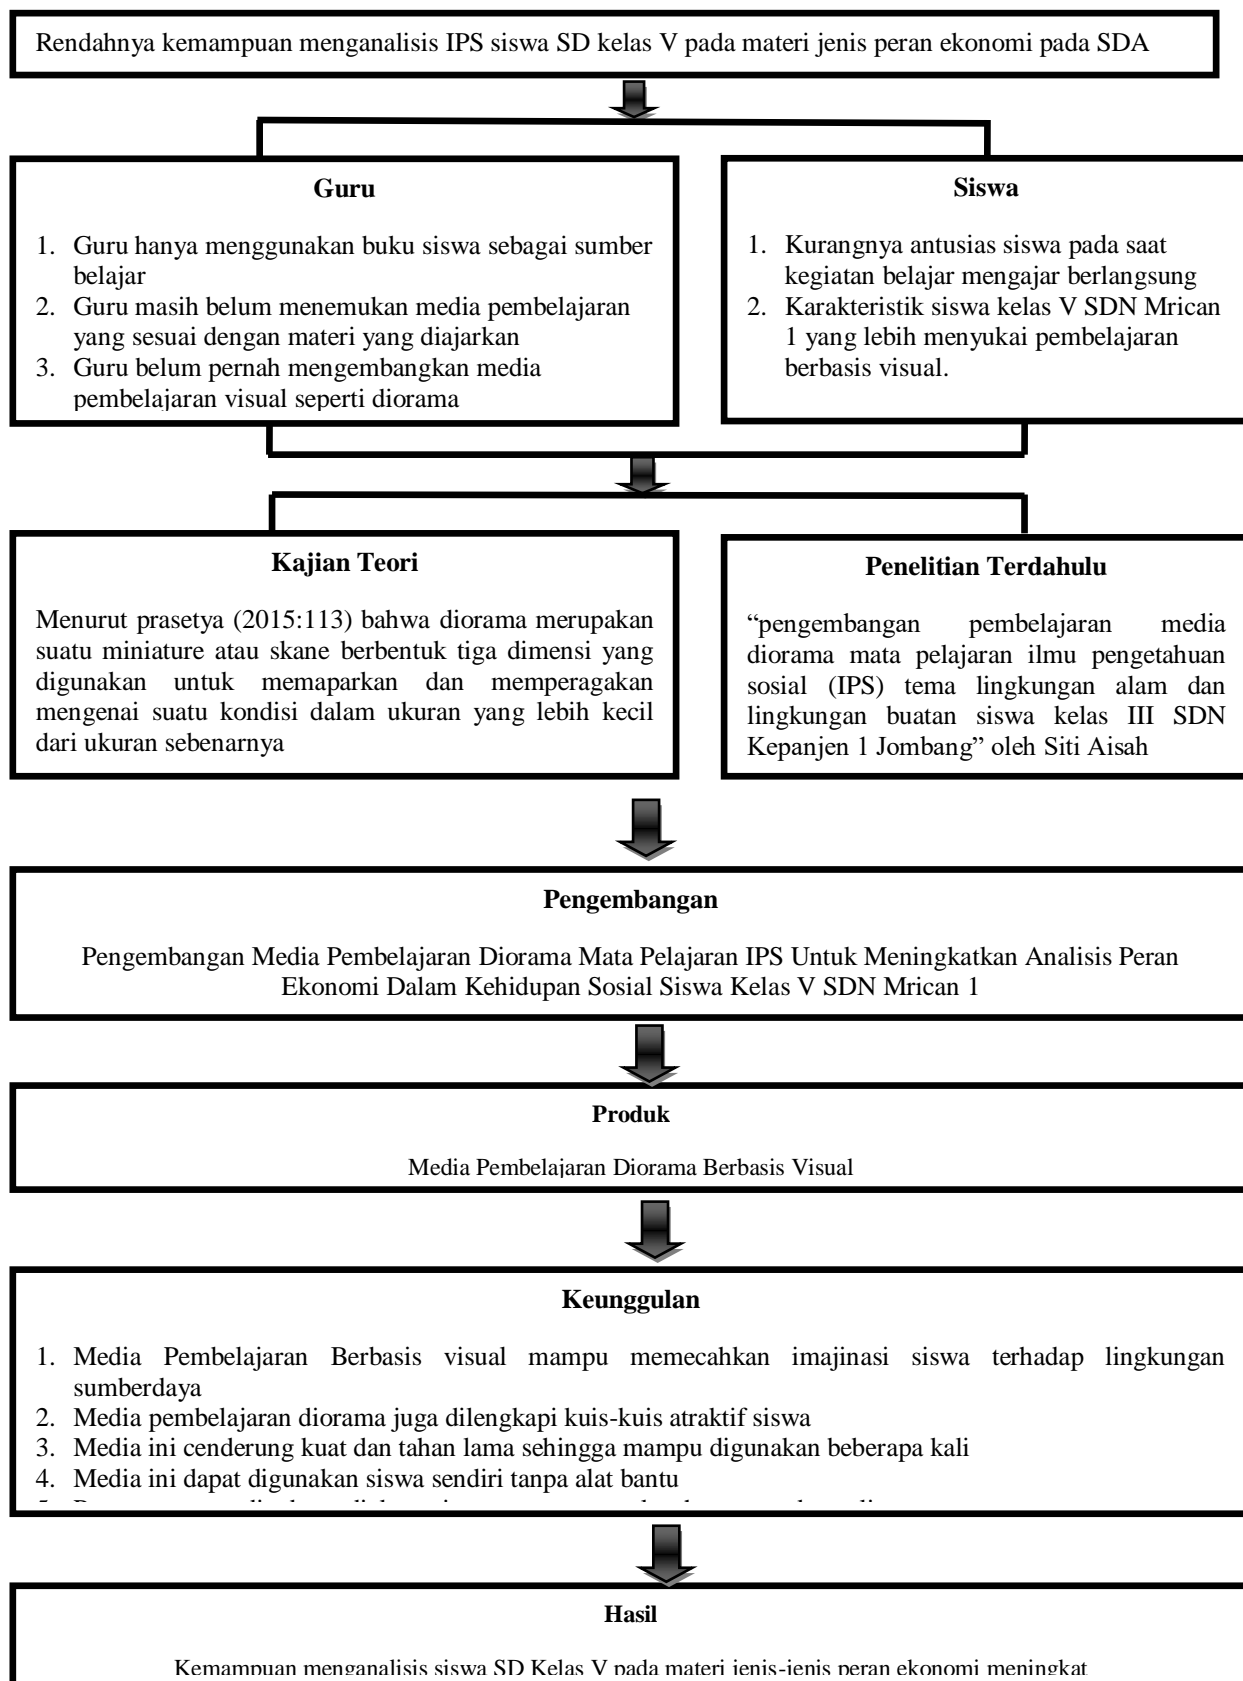 Rendahnya kemampuan menganalisis IPS siswa SD kelas V pada materi jenis peran ekonomi pada SDA
Guru
1. Guru hanya menggunakan buku siswa sebagai sumber
belajar
2. Guru masih belum menemukan media pembelajaran
yang sesuai dengan materi yang diajarkan
3. Guru belum pernah mengembangkan media
pembelajaran visual seperti diorama
Siswa
1. Kurangnya antusias siswa pada saat
kegiatan belajar mengajar berlangsung
2. Karakteristik siswa kelas V SDN Mrican
1 yang lebih menyukai pembelajaran
berbasis visual.
Kajian Teori
Menurut prasetya (2015:113) bahwa diorama merupakan
suatu miniature atau skane berbentuk tiga dimensi yang
digunakan untuk memaparkan dan memperagakan
mengenai suatu kondisi dalam ukuran yang lebih kecil
dari ukuran sebenarnya
Penelitian Terdahulu
“pengembangan pembelajaran media
diorama mata pelajaran ilmu pengetahuan
sosial (IPS) tema lingkungan alam dan
lingkungan buatan siswa kelas III SDN
Kepanjen 1 Jombang” oleh Siti Aisah
Pengembangan
Pengembangan Media Pembelajaran Diorama Mata Pelajaran IPS Untuk Meningkatkan Analisis Peran
Ekonomi Dalam Kehidupan Sosial Siswa Kelas V SDN Mrican 1
Produk
Media Pembelajaran Diorama Berbasis Visual
Keunggulan
1. Media Pembelajaran Berbasis visual mampu memecahkan imajinasi siswa terhadap lingkungan
sumberdaya
2. Media pembelajaran diorama juga dilengkapi kuis-kuis atraktif siswa
3. Media ini cenderung kuat dan tahan lama sehingga mampu digunakan beberapa kali
4. Media ini dapat digunakan siswa sendiri tanpa alat bantu
Hasil
Kemampuan menganalisis siswa SD Kelas V pada materi jenis-jenis peran ekonomi meningkat